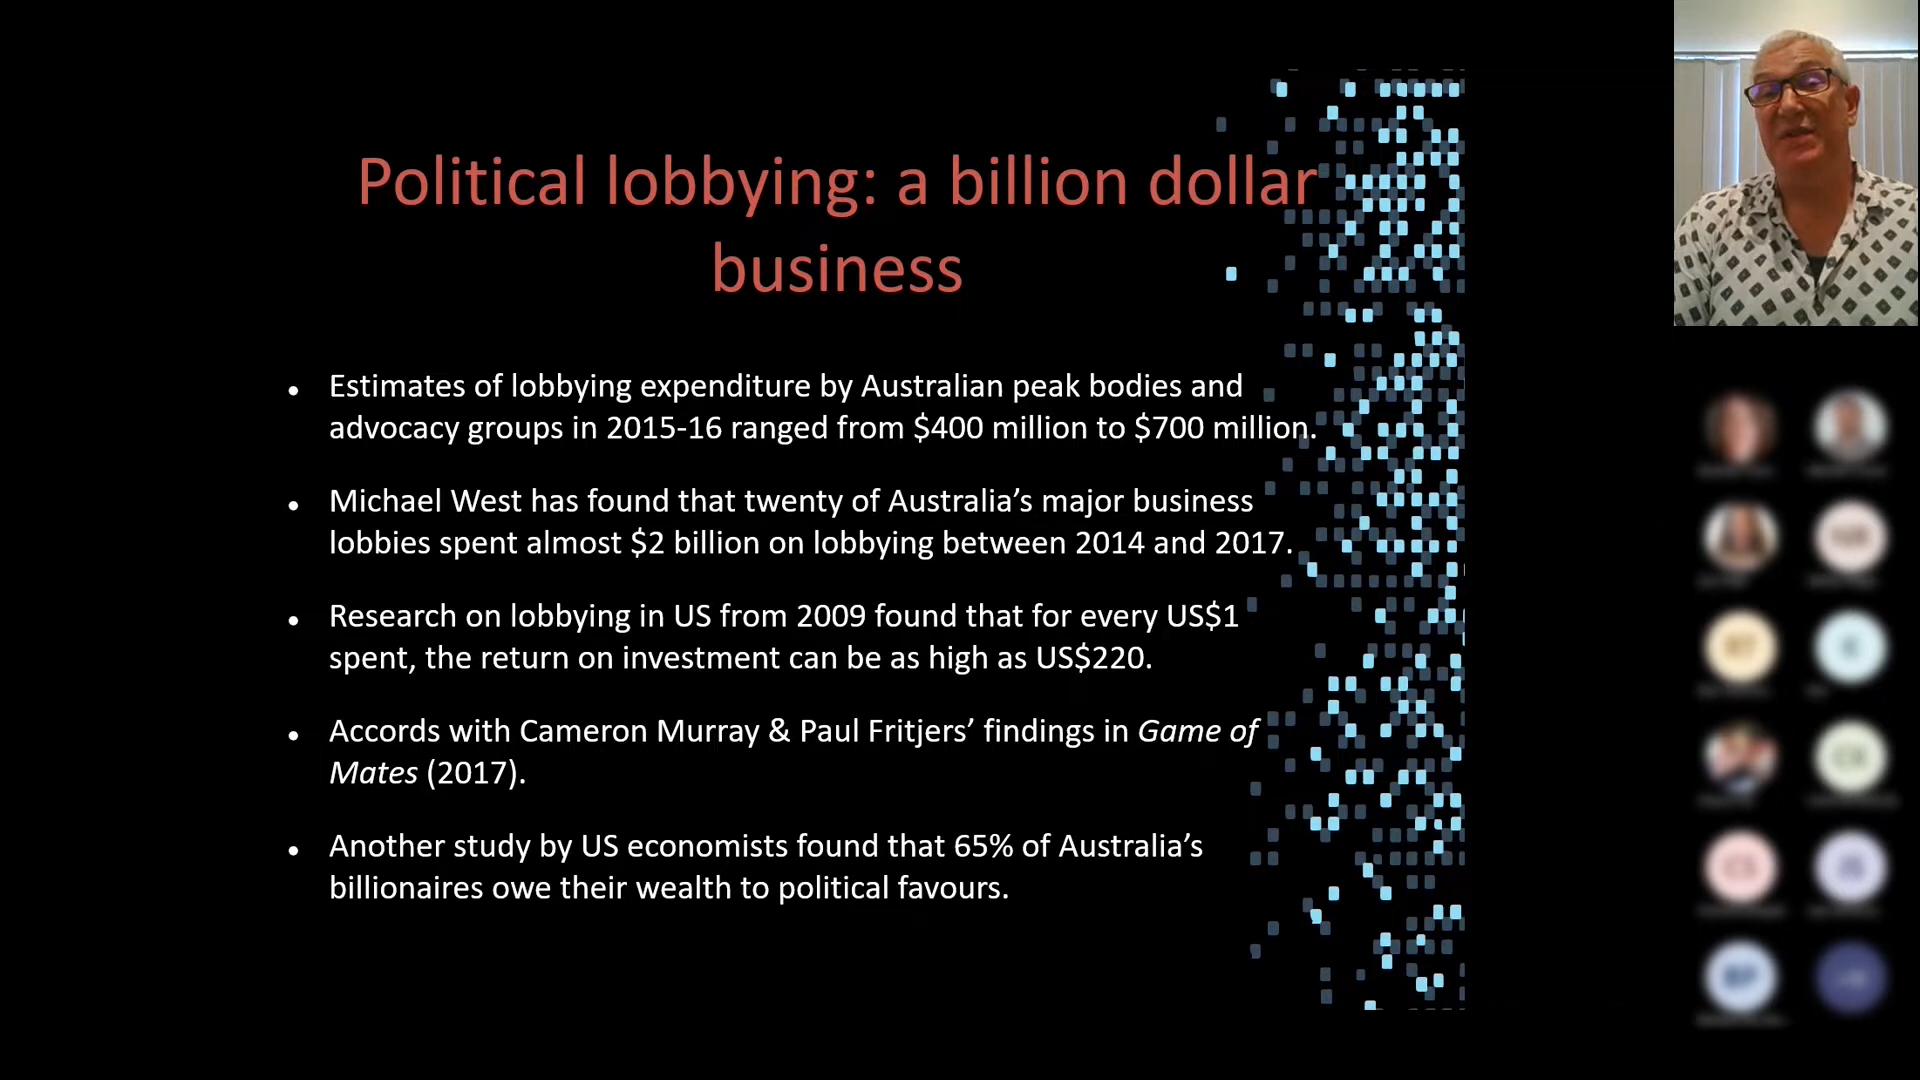 Political lobbying: a billion dollar
business
Estimates of lobbying expenditure by Australian peak bodies and
advocacy groups in 2015-16 ranged from $400 million to $700 million.
Michael West has found that twenty of Australia’s major business
lobbies spent almost $2 billion on lobbying between 2014 and 2017.
Research on lobbying in US from 2009 found that for every US$1
spent, the return on investment can be as high as US$220.
Accords with Cameron Murray & Paul Fritjers’ findings in Game of
Mates (2017).
Another study by US economists found that 65% of Australia’s
billionaires owe their wealth to political favours.